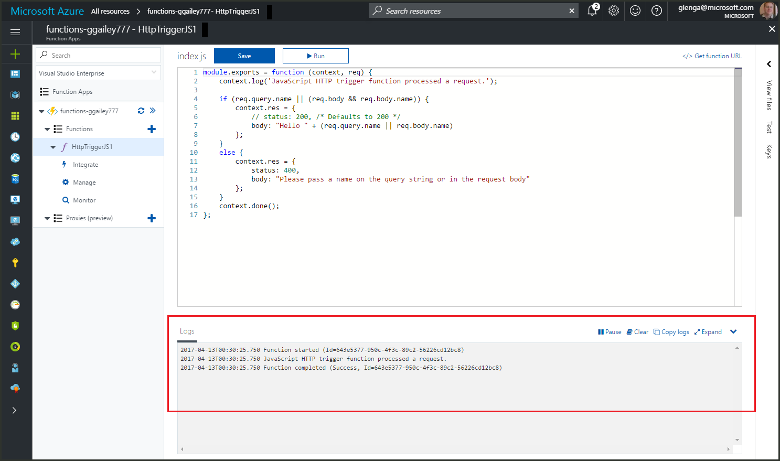 Microsoft Azure All resources > functions-ggailey777 - HttpTriggerJS1
Search resources
2
glenga@microsoft.com
MICROSOFT
functions-ggailey777 - HttpTriggerJS1
Function Apps
Search
Visual Studio Enterprise
Function Apps
functions-ggailey777
Functions
HttpTriggerJS1
Integrate
Manage
Monitor
Proxies (preview)
index.js
Save
Run
</> Get function URL
1 module.exports = function (context, req) {
2 context.log('JavaScript HTTP trigger function processed a request.');
3
4 if (req.query.name || (req.body && req.body.name)) {
5 context.res = {
6 // status: 200, /* Defaults to 200 */
7 body: "Hello " + (req.query.name || req.body.name)
8 };
9 }
10 else {
11 context.res = {
12 status: 400,
13 body: "Please pass a name on the query string or in the request body"
14 };
15 }
16 context.done();
17 };
View files
Test
Keys
Logs
Pause
Clear
Copy logs
Expand
2017-04-13T00:30:25.750 Function started (Id=643e5377-950c-4f3c-89c2-56226cd12bc8)
2017-04-13T00:30:25.750 JavaScript HTTP trigger function processed a request.
2017-04-13T00:30:25.750 Function completed (Success, Id=643e5377-950c-4f3c-89c2-56226cd12bc8)